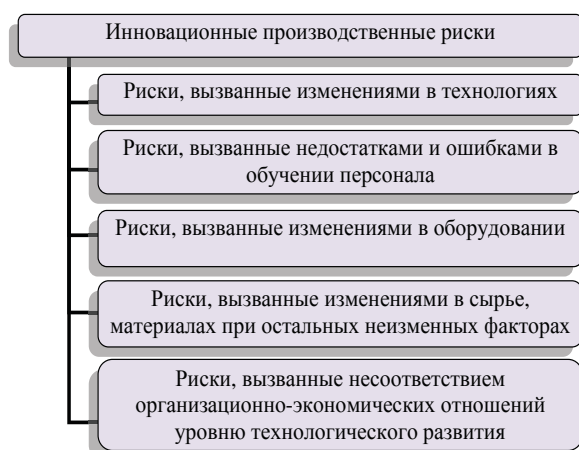 Инновационные производственные риски
Риски, вызванные изменениями в технологиях
Риски, вызванные недостатками и ошибками в
обучении персонала
Риски, вызванные изменениями в оборудовании
Риски, вызванные изменениями в сырье,
материалах при остальных неизменных факторах
Риски, вызванные несоответствием
организационно-экономических отношений
уровню технологического развития